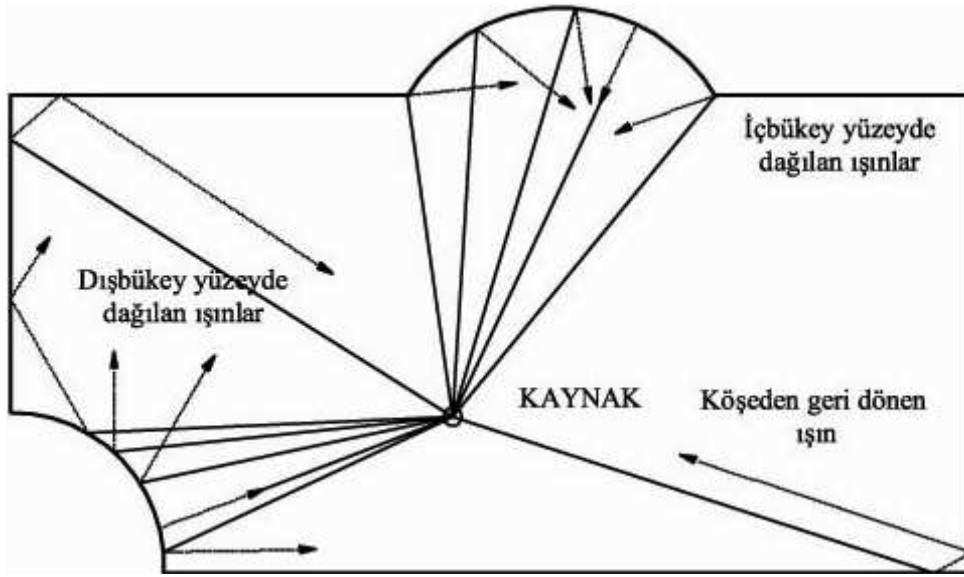 İçbükey yüzeyde
dağılan ışınlar
Dışbükey yüzeyde
dağılan ışınlar
KAYNAK
Köşeden geri dönen
ışın